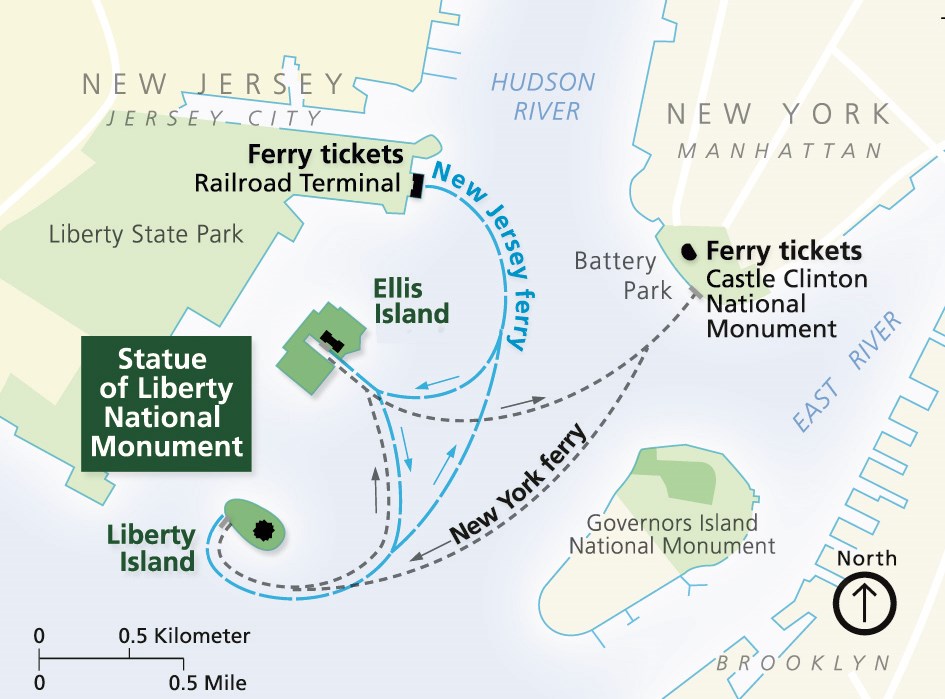 NEW JERSEY
JERSEY CITY
HUDSON
RIVER
NEW YORK
MANHATTAN
Ferry tickets
Railroad Terminal
New Jersey ferry
Liberty State Park
Battery
Park
Ferry tickets
Castle Clinton
National
Monument
Ellis
Island
EAST RIVER
Statue
of Liberty
National
Monument
New York ferry
Liberty
Island
Governors Island
National Monument
North
0 0.5 Kilometer
0 0.5 Mile
BROOKLYN